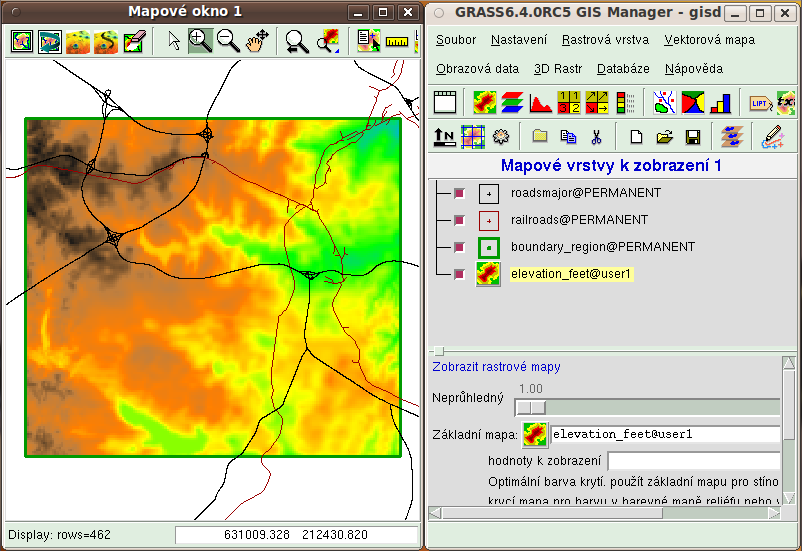 Mapové okno 1
Display: rows=462
631009.328 212430.820
GRASS6.4.0RC5 GIS Manager - gisd
Soubor Nastavení Rastrová vrstva Vektorová mapa
Obrazová data 3D Rastr Databáze Nápověda
Mapové vrstvy k zobrazení 1
roadsmajor@PERMANENT
railroads@PERMANENT
boundary_region@PERMANENT
elevation_feet@user1
Zobrazit rastrové mapy
1.00
Neprůhledný
Základní mapa: elevation_feet@user1
hodnoty k zobrazení
Optimální barva krytí. použít základní mapu pro stíno
krycí mapa pro barvu v barevné mapě reliéfu nebo v